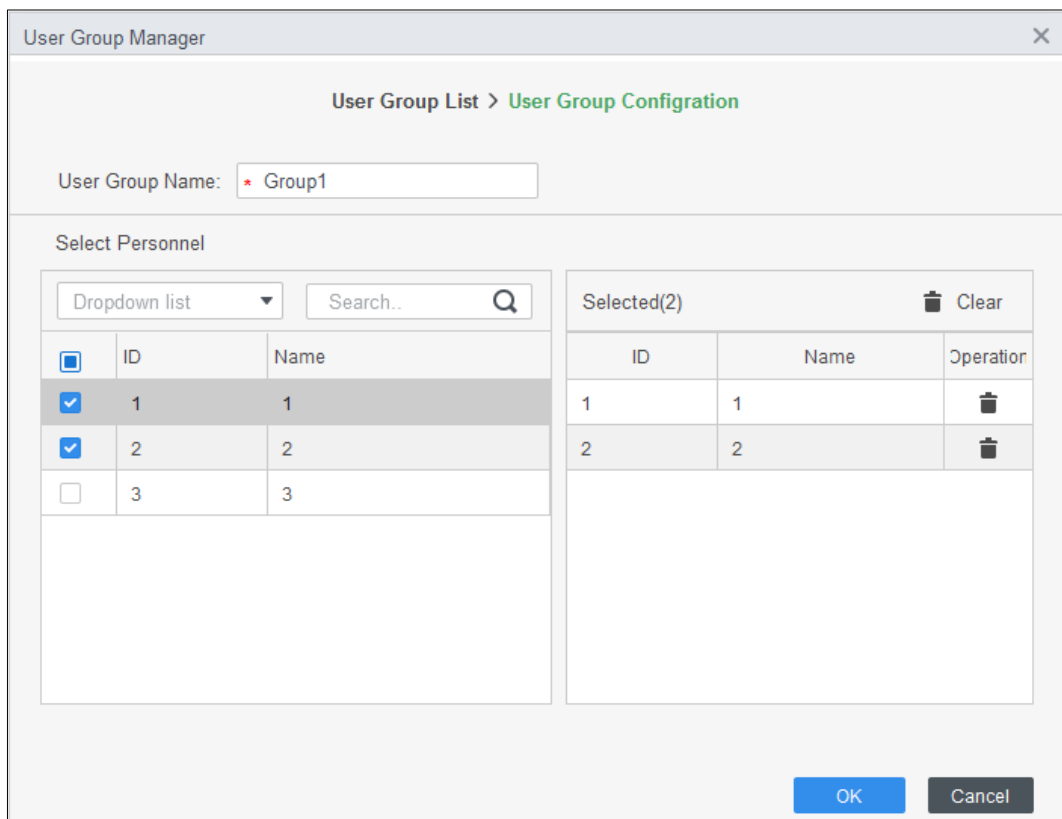 User Group Manager
User Group List > User Group Configration
User Group Name: * Group1
Select Personnel
Dropdown list Search..
ID Name
1 1
2 2
3 3
Selected(2) Clear
ID Name Operation
1 1
2 2
OK Cancel